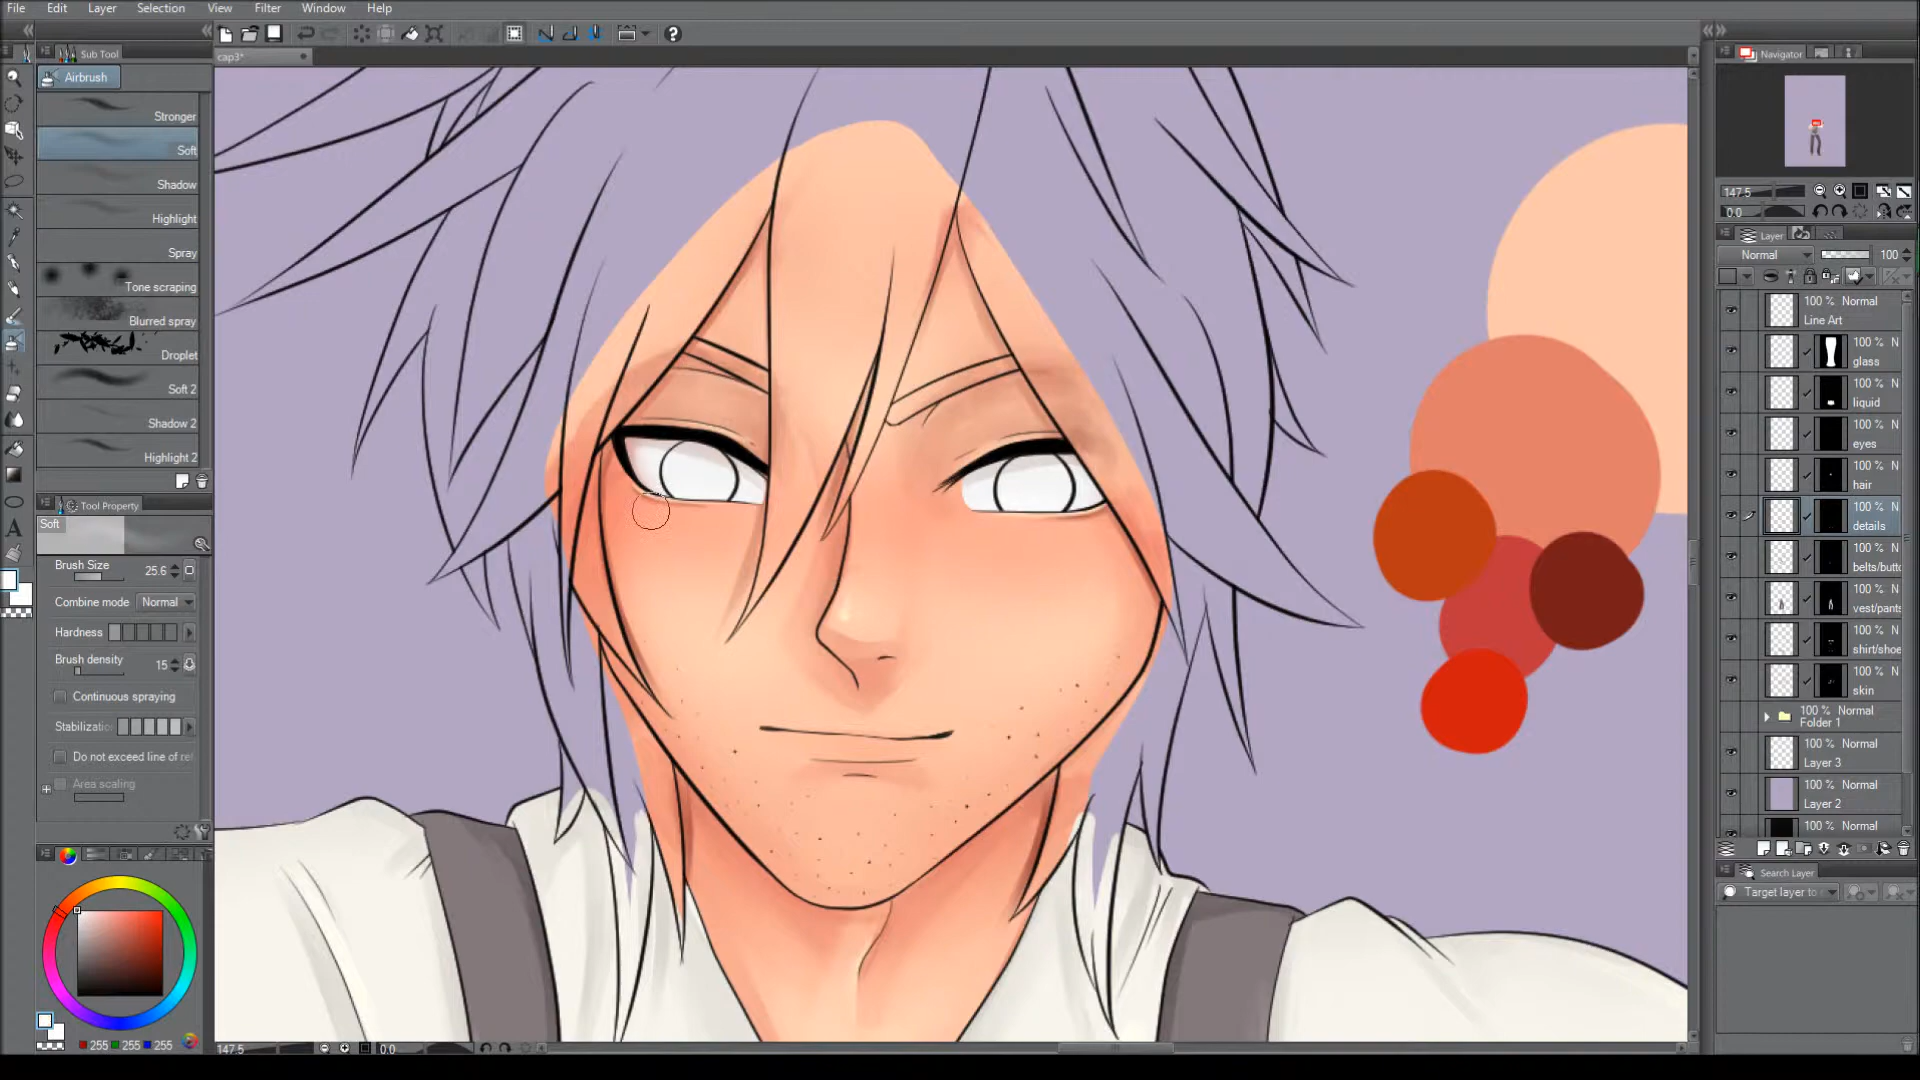 File Edit Layer Selection View Filter Window Help
Sub Tool
cap3*
Navigator
Airbrush
Stronger
Soft
Shadow
Highlight
Spray
Tone scraping
Blurred spray
Droplet
Soft 2
Shadow 2
Highlight 2
Tool Property
Soft
Brush Size 25.6
Combine mode Normal
Hardness
Brush density 15
Continuous spraying
Stabilizatio
Do not exceed line of re
Area scaling
255 255 255
147.5 0.0
147.5
0.0
Layer
Normal 100
100 % Normal
Line Art
100 % N
glass
100 % N
liquid
100 % N
eyes
100 % N
hair
100 % N
details
100 % N
belts/butto
100 % N
vest/pants
100 % N
shirt/shoe
100 % N
skin
100 % Normal
Folder 1
100 % Normal
Layer 3
100 % Normal
Layer 2
100 % Normal
Search Layer
Target layer to